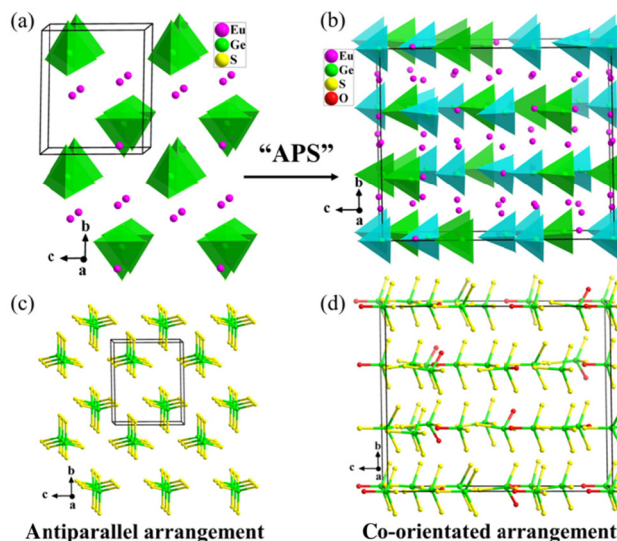 (a)
Eu
Ge
S
b
c
a
“APS”
(b)
Eu
Ge
S
O
b
c
a
(c)
b
c
a
Antiparallel arrangement
(d)
b
c
a
Co-orientated arrangement